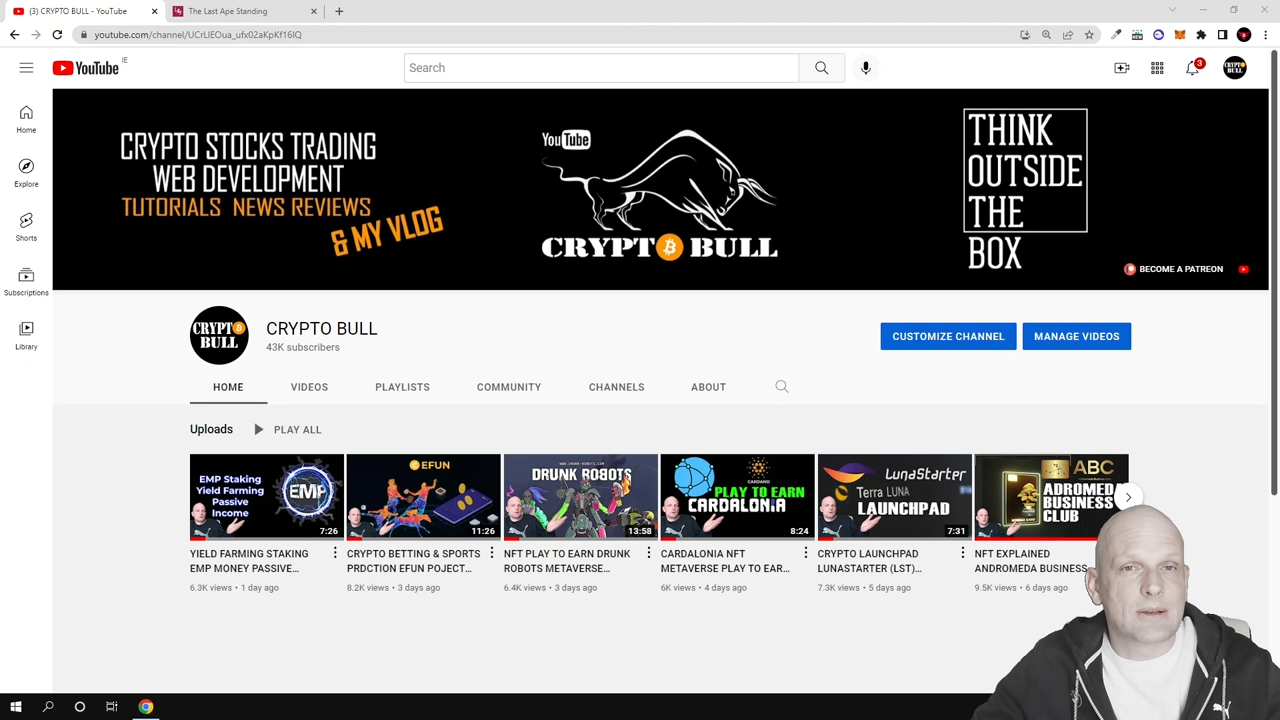 (3) CRYPTO BULL - YouTube
The Last Ape Standing
youtube.com/channel/UCrLlEOua_ufx02aKpKf16IQ
YouTube IE
Search
3
CRYPTO BULL
Home
Explore
Shorts
Subscriptions
Library
CRYPTO STOCKS TRADING
WEB DEVELOPMENT
TUTORIALS NEWS REVIEWS
& MY VLOG
YouTube
CRYPTO BULL
THINK
OUTSIDE
THE
BOX
BECOME A PATREON
CRYPT
BULL
CRYPTO BULL
43K subscribers
CUSTOMIZE CHANNEL
MANAGE VIDEOS
HOME
VIDEOS
PLAYLISTS
COMMUNITY
CHANNELS
ABOUT
Uploads
PLAY ALL
EMP Staking
Yield Farming
Passive
Income
EMP
7:26
EFUN
11:26
DRUNK ROBOTS
13:58
CARDANO
PLAY TO EARN
CARDALONIA
8:24
LunaStarter
Terra LUNA
LAUNCHPAD
7:31
ABC
ADROMED
BUSINESS
CLUB
YIELD FARMING STAKING
EMP MONEY PASSIVE...
6.3K views • 1 day ago
CRYPTO BETTING & SPORTS
PRDCTION EFUN POJECT...
8.2K views • 3 days ago
NFT PLAY TO EARN DRUNK
ROBOTS METAVERSE...
6.4K views • 3 days ago
CARDALONIA NFT
METAVERSE PLAY TO EAR...
6K views • 4 days ago
CRYPTO LAUNCHPAD
LUNASTARTER (LST)...
7.3K views • 5 days ago
NFT EXPLAINED
ANDROMEDA BUSINESS
9.5K views • 6 days ago